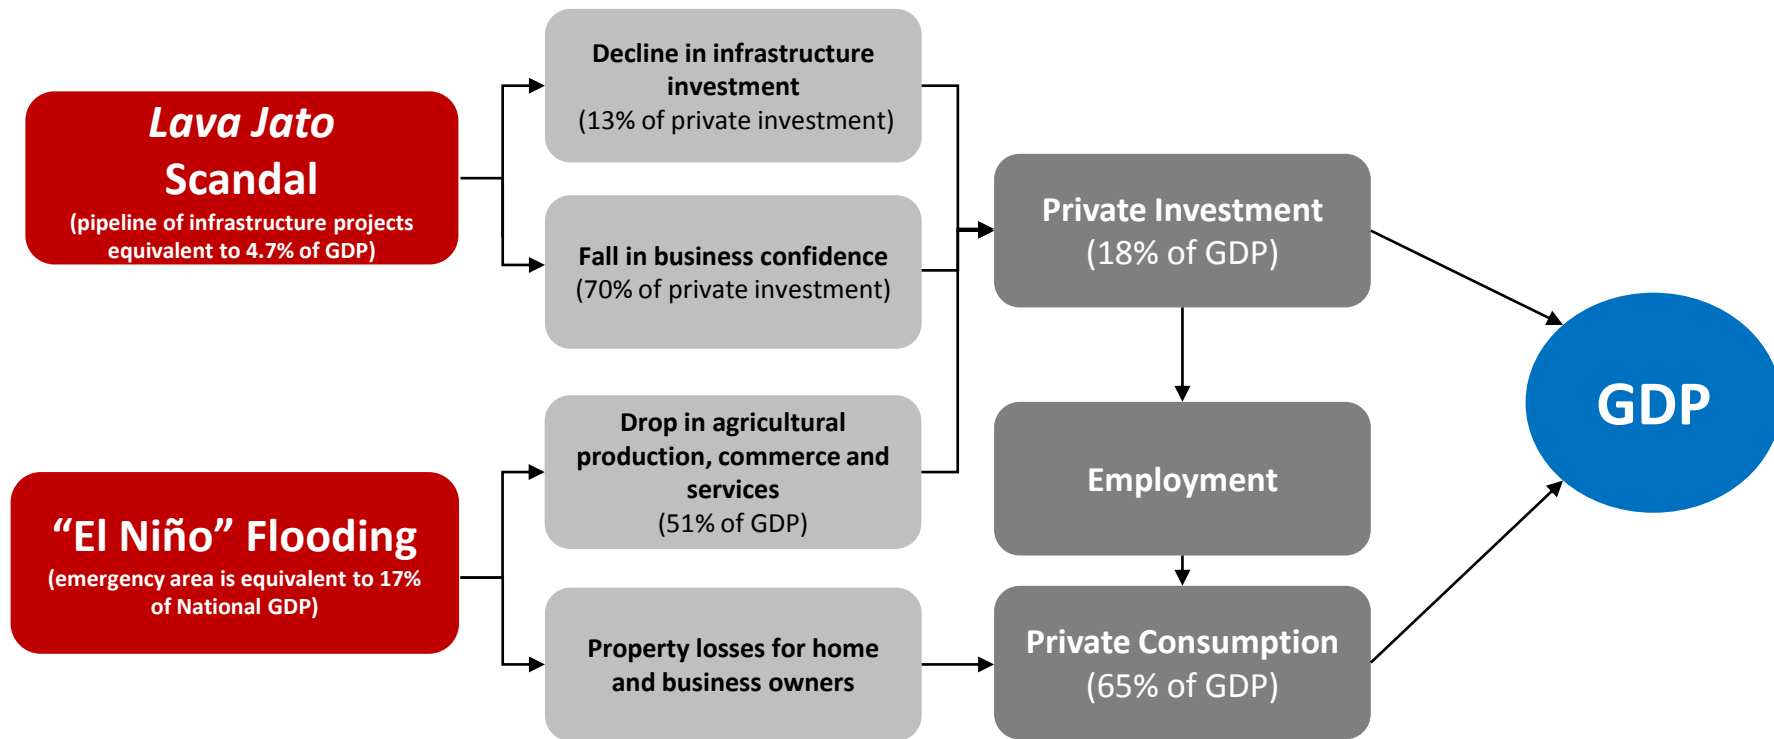 Lava Jato
Scandal
(pipeline of infrastructure projects
equivalent to 4.7% of GDP)
“El Niño” Flooding
(emergency area is equivalent to 17%
of National GDP)
Decline in infrastructure
investment
(13% of private investment)
Fall in business confidence
(70% of private investment)
Drop in agricultural
production, commerce and
services
(51% of GDP)
Property losses for home
and business owners
Private Investment
(18% of GDP)
Employment
Private Consumption
(65% of GDP)
GDP